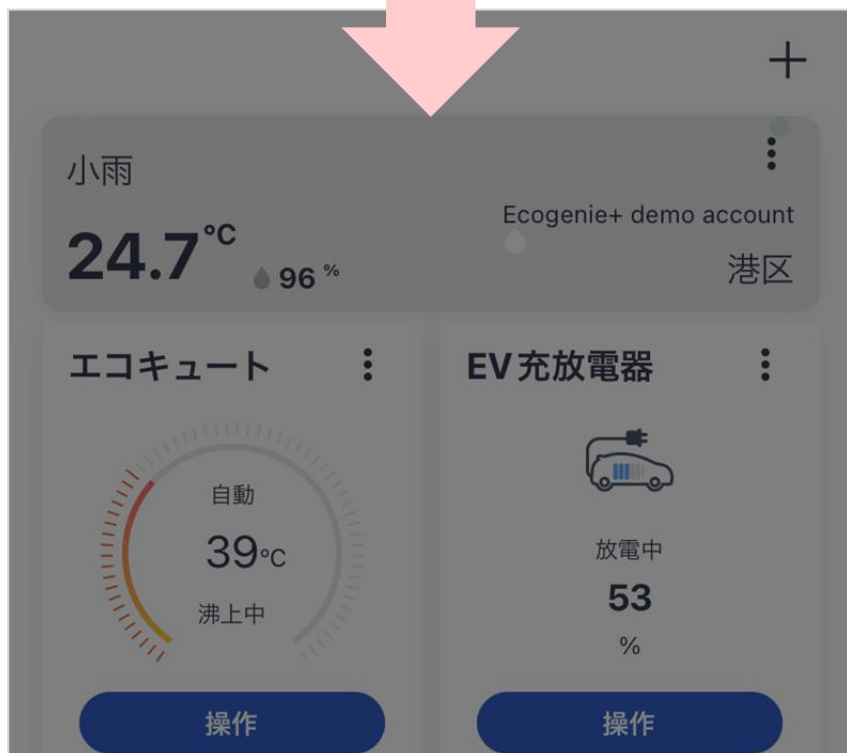 小雨
Ecogenie+ demo account
24.7℃
96 %
港区
エコキュート
自動
39℃
沸上中
操作
EV充放電器
放電中
53
%
操作